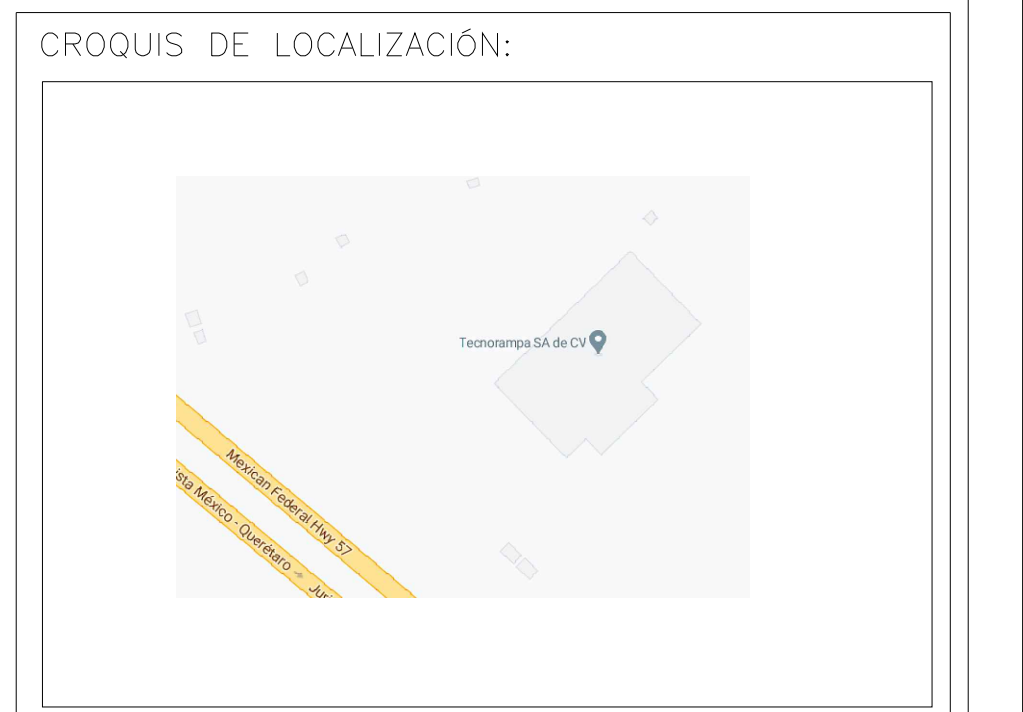 CROQUIS DE LOCALIZACIÓN:
Tecnorampa SA de CV
Mexican Federal Hwy 57
ista México - Querétaro